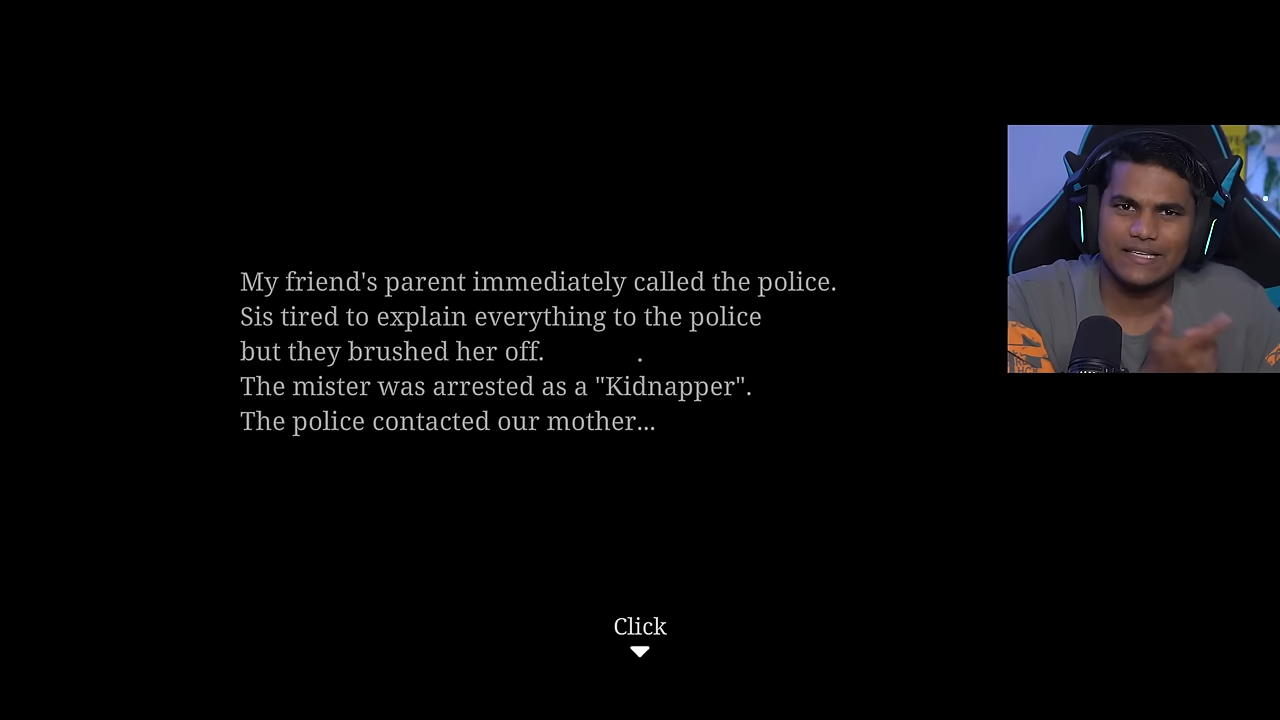 My friend's parent immediately called the police.
Sis tired to explain everything to the police
but they brushed her off.
The mister was arrested as a "Kidnapper".
The police contacted our mother...
Click